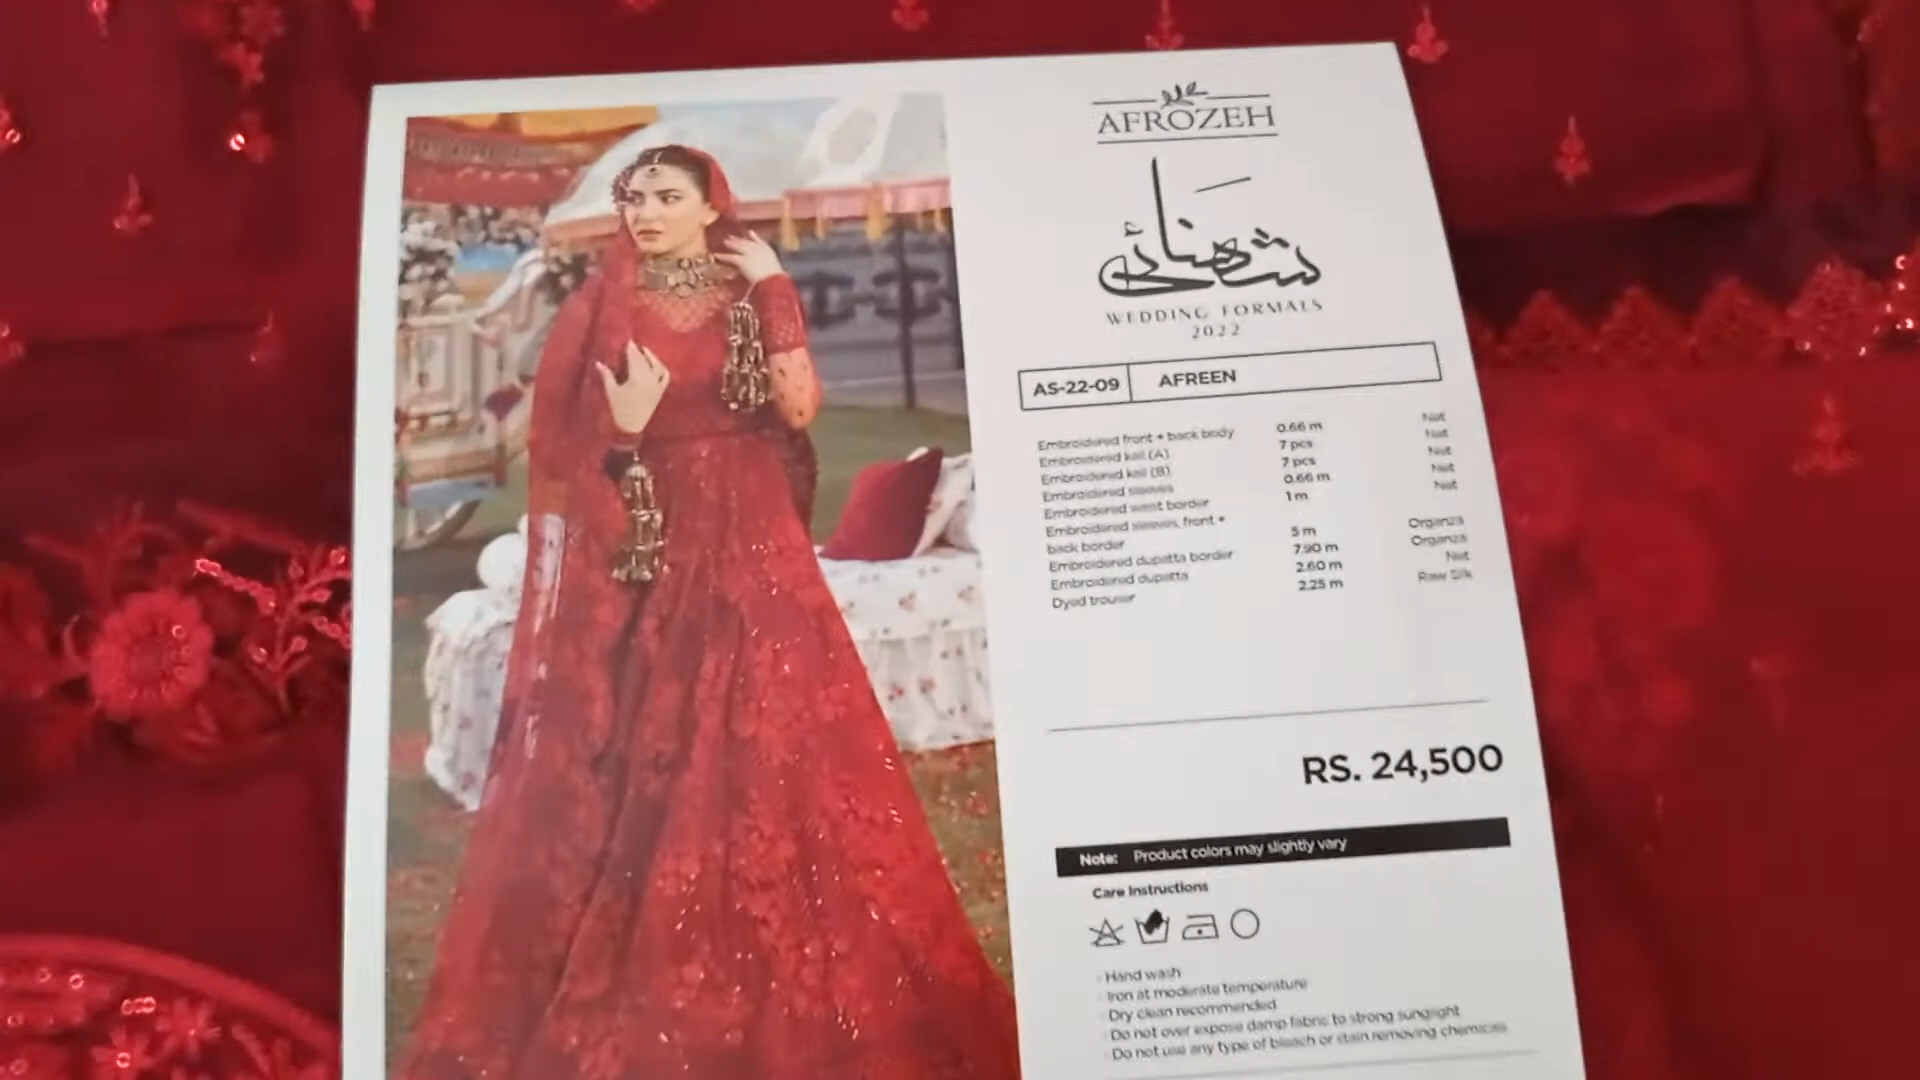 AFROZEH
شہنائی
WEDDING FORMALS
2022
AS-22-09 AFREEN
Embroidered front + back body 0.66 m Net
Embroidered kali (A) 7 pcs Net
Embroidered kali (B) 7 pcs Net
Embroidered sleeves 0.66 m Net
Embroidered waist border 1 m Net
Embroidered sleeves, front +
back border 5 m Organza
Embroidered dupatta border 7.90 m Organza
Embroidered dupatta 2.60 m Net
Dyed trouser 2.25 m Raw Silk
RS. 24,500
Note: Product colors may slightly vary
Care Instructions
· Hand wash
· Iron at moderate temperature
· Dry clean recommended
· Do not over expose damp fabric to strong sunlight
· Do not use any type of bleach or stain removing chemicals